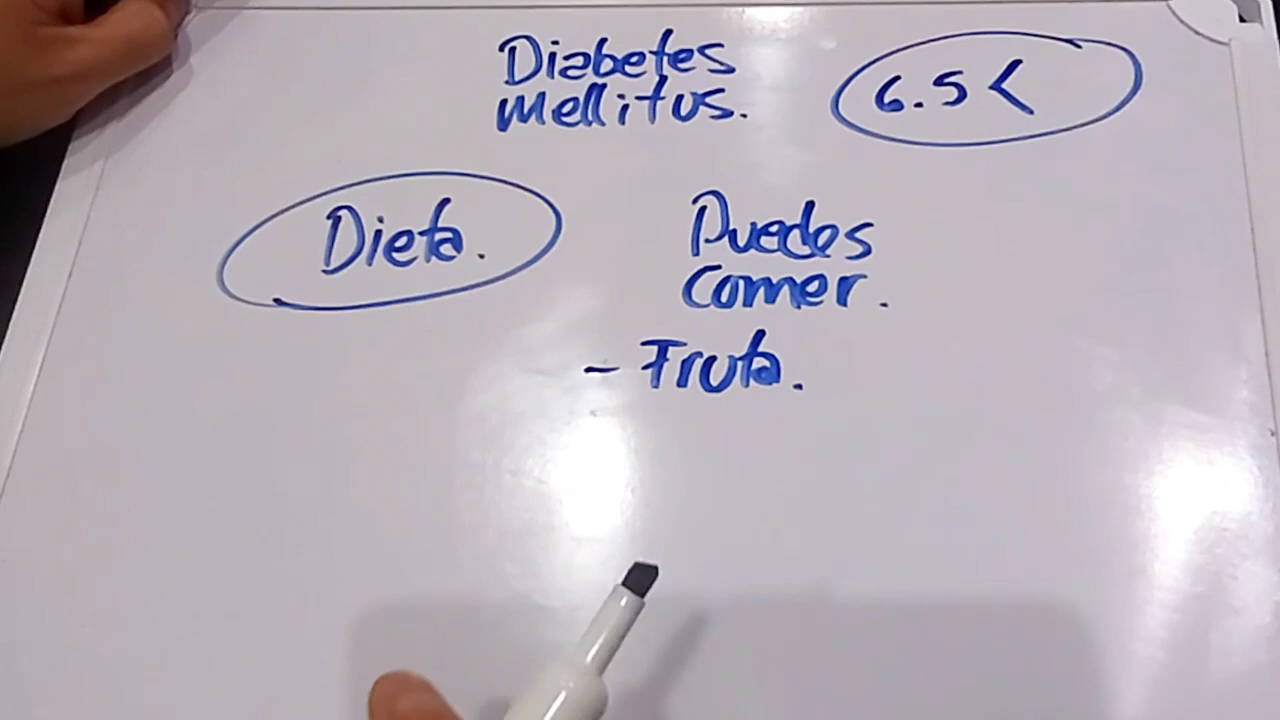 Diabetes
mellitus.
6.5 <
Dieta.
Puedes
Comer.
- Fruta.